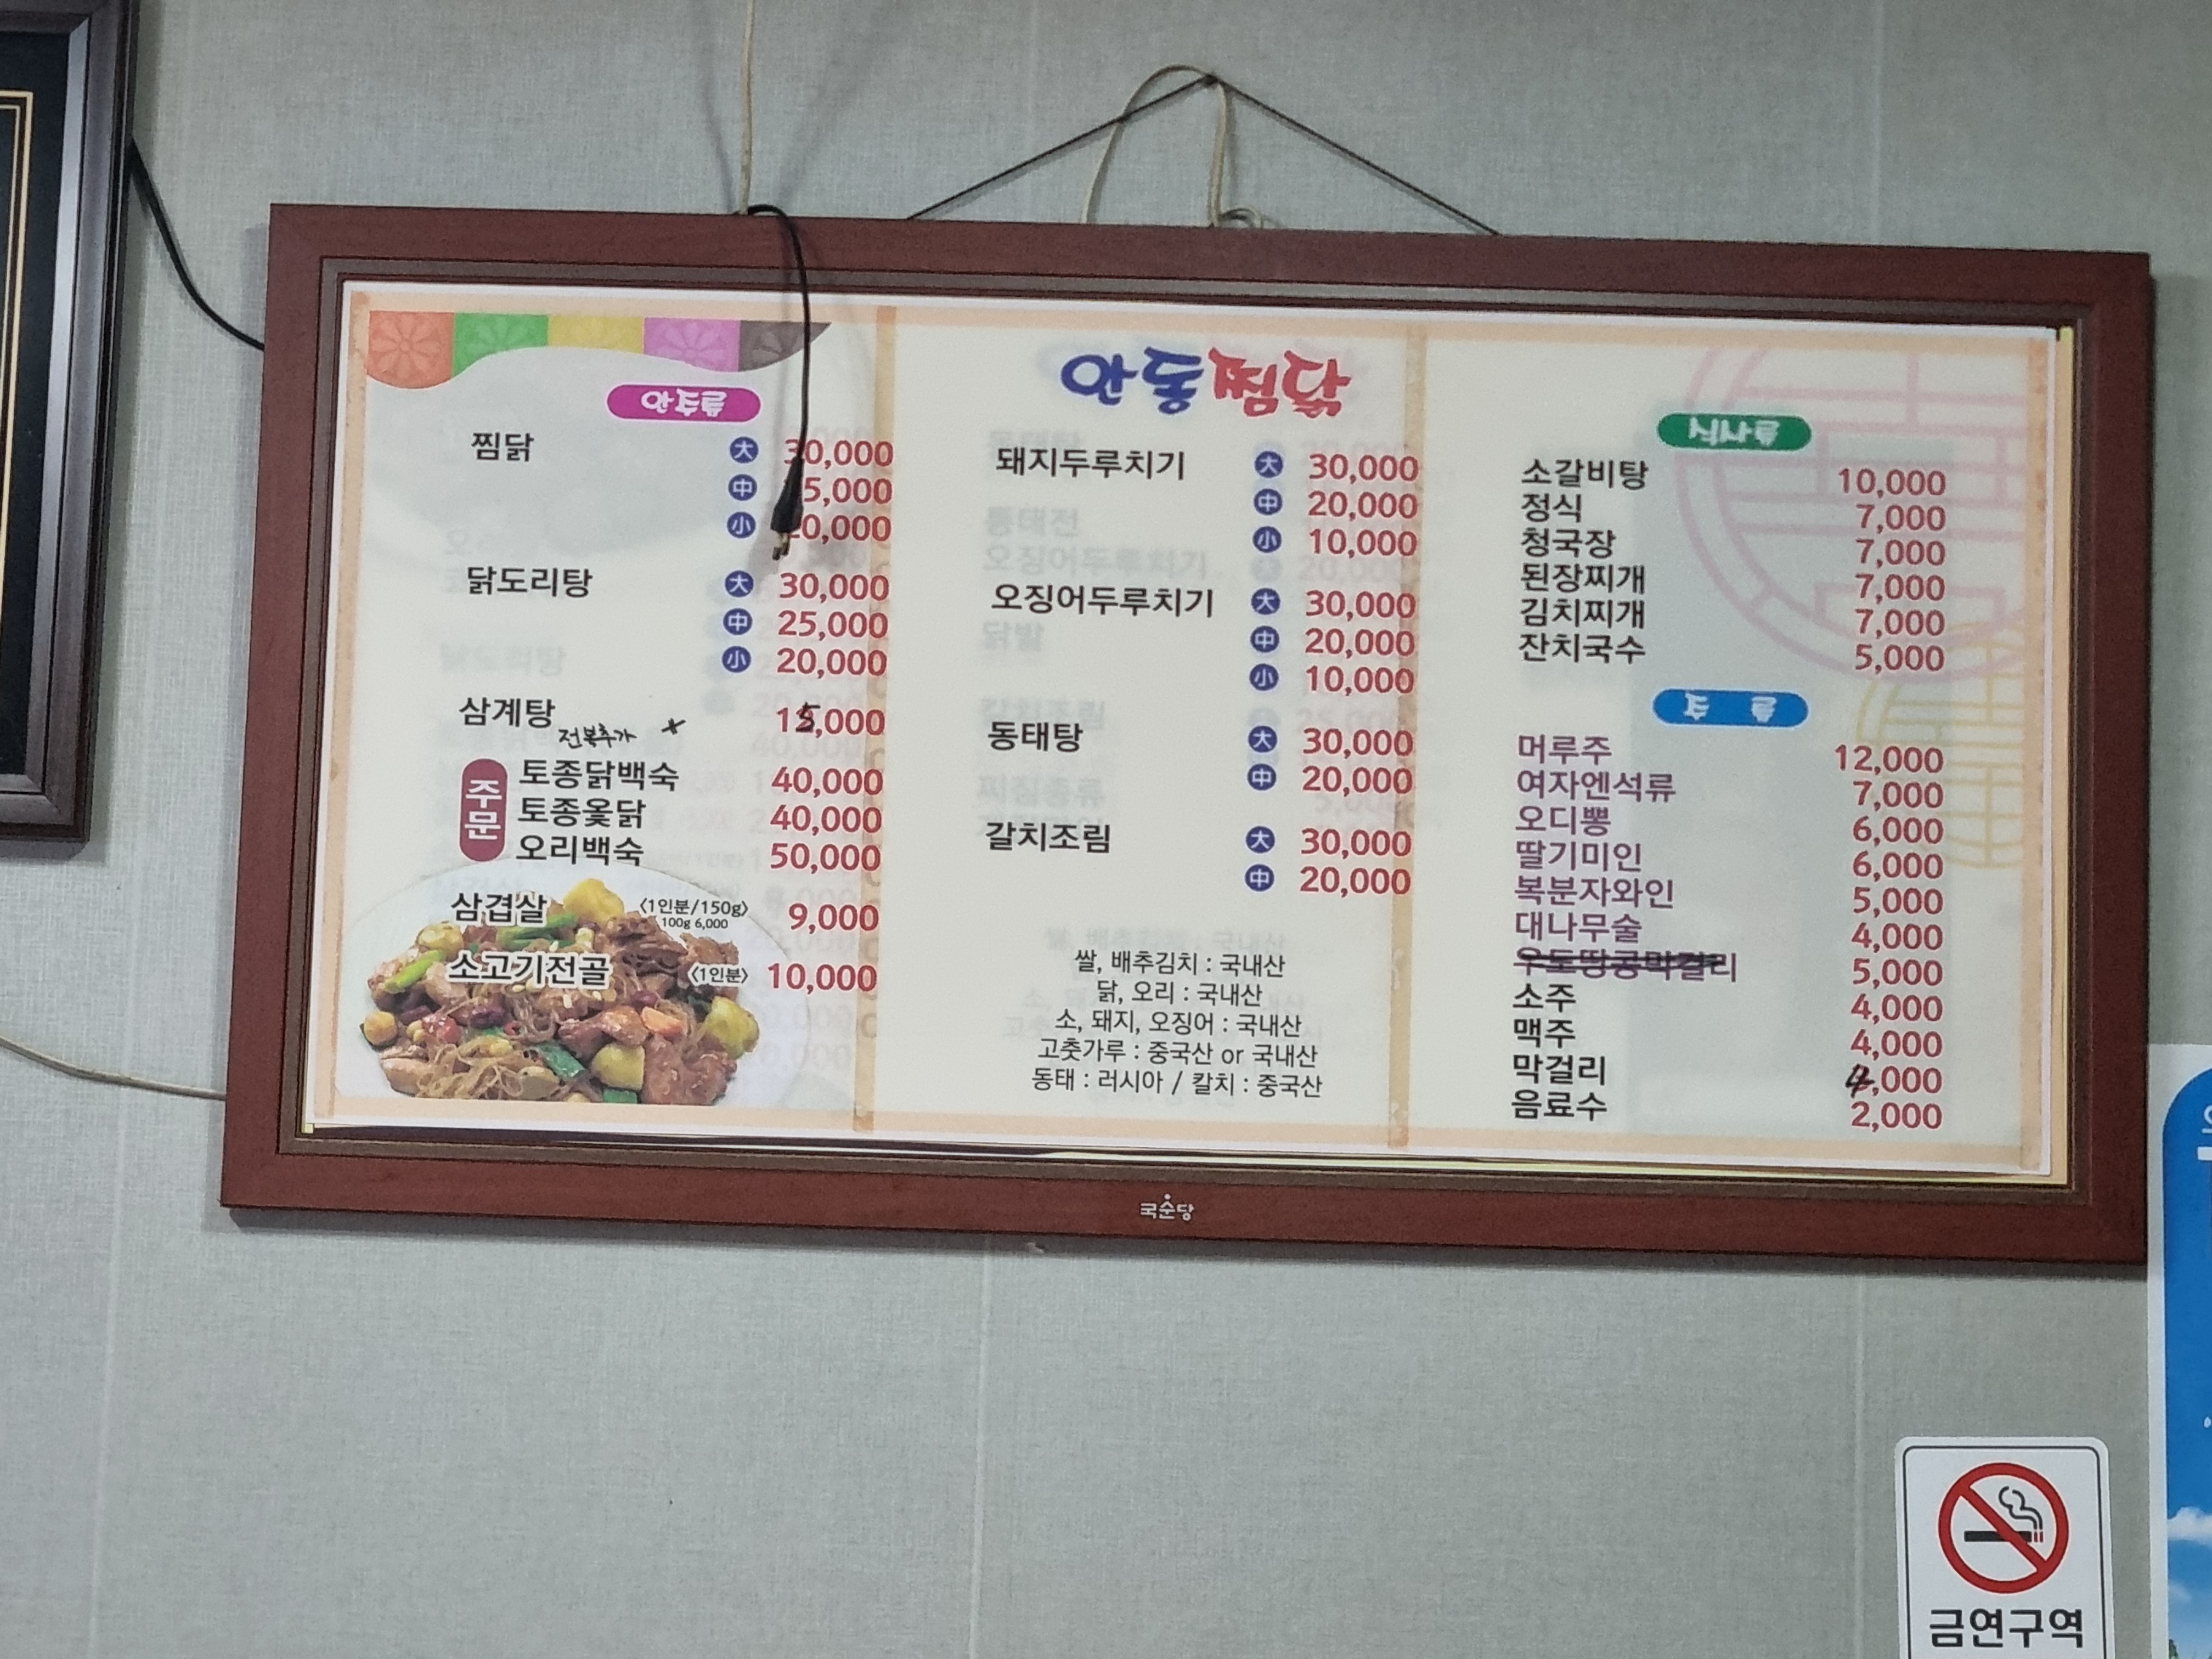 안동찜닭
안주류
찜닭 大 30,000
中 5,000
小 20,000
닭도리탕 大 30,000
中 25,000
小 20,000
삼계탕 15,000
전복추가 x
주문
토종닭백숙 40,000
토종옻닭 40,000
오리백숙 50,000
삼겹살 <1인분/150g> 9,000
100g 6,000
소고기전골 <1인분> 10,000
돼지두루치기 大 30,000
中 20,000
小 10,000
오징어두루치기 大 30,000
中 20,000
小 10,000
동태탕 大 30,000
中 20,000
갈치조림 大 30,000
中 20,000
쌀, 배추김치 : 국내산
닭, 오리 : 국내산
소, 돼지, 오징어 : 국내산
고춧가루 : 중국산 or 국내산
동태 : 러시아 / 칼치 : 중국산
식사류
소갈비탕 10,000
정식 7,000
청국장 7,000
된장찌개 7,000
김치찌개 7,000
잔치국수 5,000
주 류
머루주 12,000
여자엔석류 7,000
오디뽕 6,000
딸기미인 6,000
복분자와인 5,000
대나무술 4,000
우도땅콩막걸리 5,000
소주 4,000
맥주 4,000
막걸리 4,000
음료수 2,000
국순당
금연구역